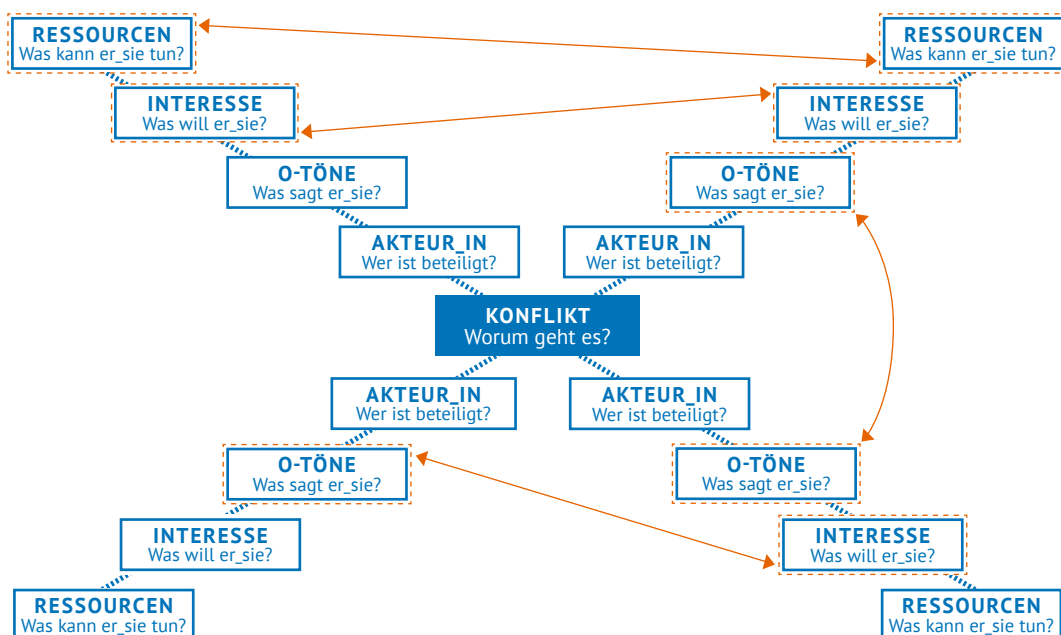 RESSOURCEN
Was kann er_sie tun?
RESSOURCEN
Was kann er_sie tun?
INTERESSE
Was will er_sie?
INTERESSE
Was will er_sie?
O-TÖNE
Was sagt er_sie?
O-TÖNE
Was sagt er_sie?
AKTEUR_IN
Wer ist beteiligt?
AKTEUR_IN
Wer ist beteiligt?
KONFLIKT
Worum geht es?
AKTEUR_IN
Wer ist beteiligt?
AKTEUR_IN
Wer ist beteiligt?
O-TÖNE
Was sagt er_sie?
O-TÖNE
Was sagt er_sie?
INTERESSE
Was will er_sie?
INTERESSE
Was will er_sie?
RESSOURCEN
Was kann er_sie tun?
RESSOURCEN
Was kann er_sie tun?